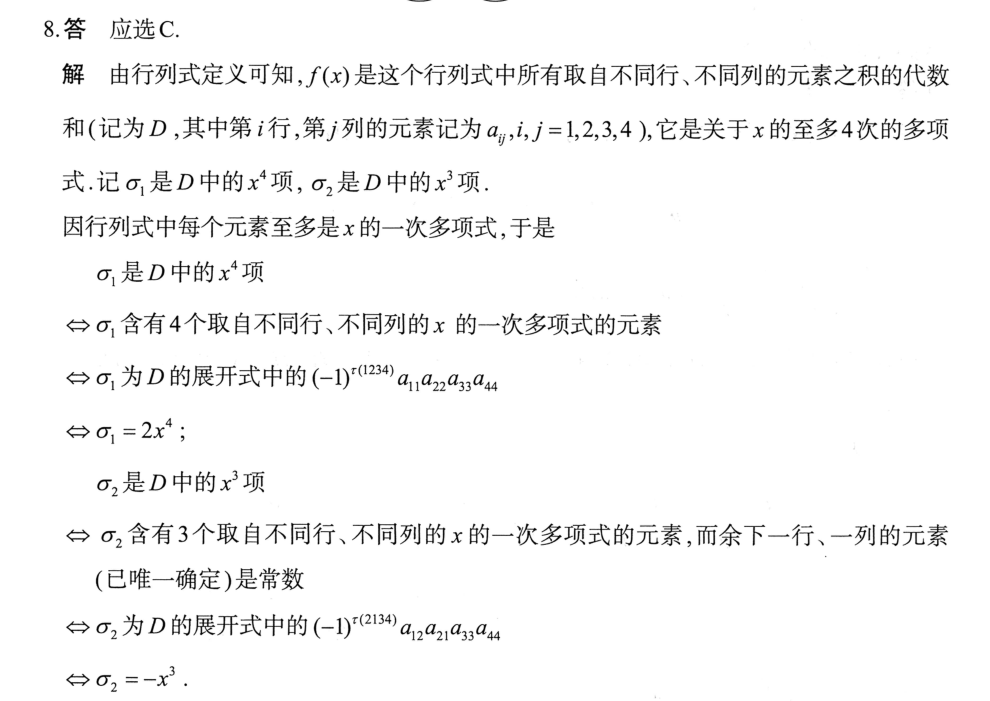 8.答 应选C.
解 由行列式定义可知,f(x)是这个行列式中所有取自不同行、不同列的元素之积的代数
和(记为D,其中第i行,第j列的元素记为aᵢⱼ,i,j=1,2,3,4),它是关于x的至多4次的多项
式.记σ₁是D中的x⁴项,σ₂是D中的x³项.
因行列式中每个元素至多是x的一次多项式,于是
σ₁是D中的x⁴项
⇔σ₁含有4个取自不同行、不同列的x的一次多项式的元素
⇔σ₁为D的展开式中的(−1)^τ(1234) a₁₁a₂₂a₃₃a₄₄
⇔σ₁=2x⁴;
σ₂是D中的x³项
⇔σ₂含有3个取自不同行、不同列的x的一次多项式的元素,而余下一行、一列的元素
(已唯一确定)是常数
⇔σ₂为D的展开式中的(−1)^τ(2134) a₁₂a₂₁a₃₃a₄₄
⇔σ₂=−x³.